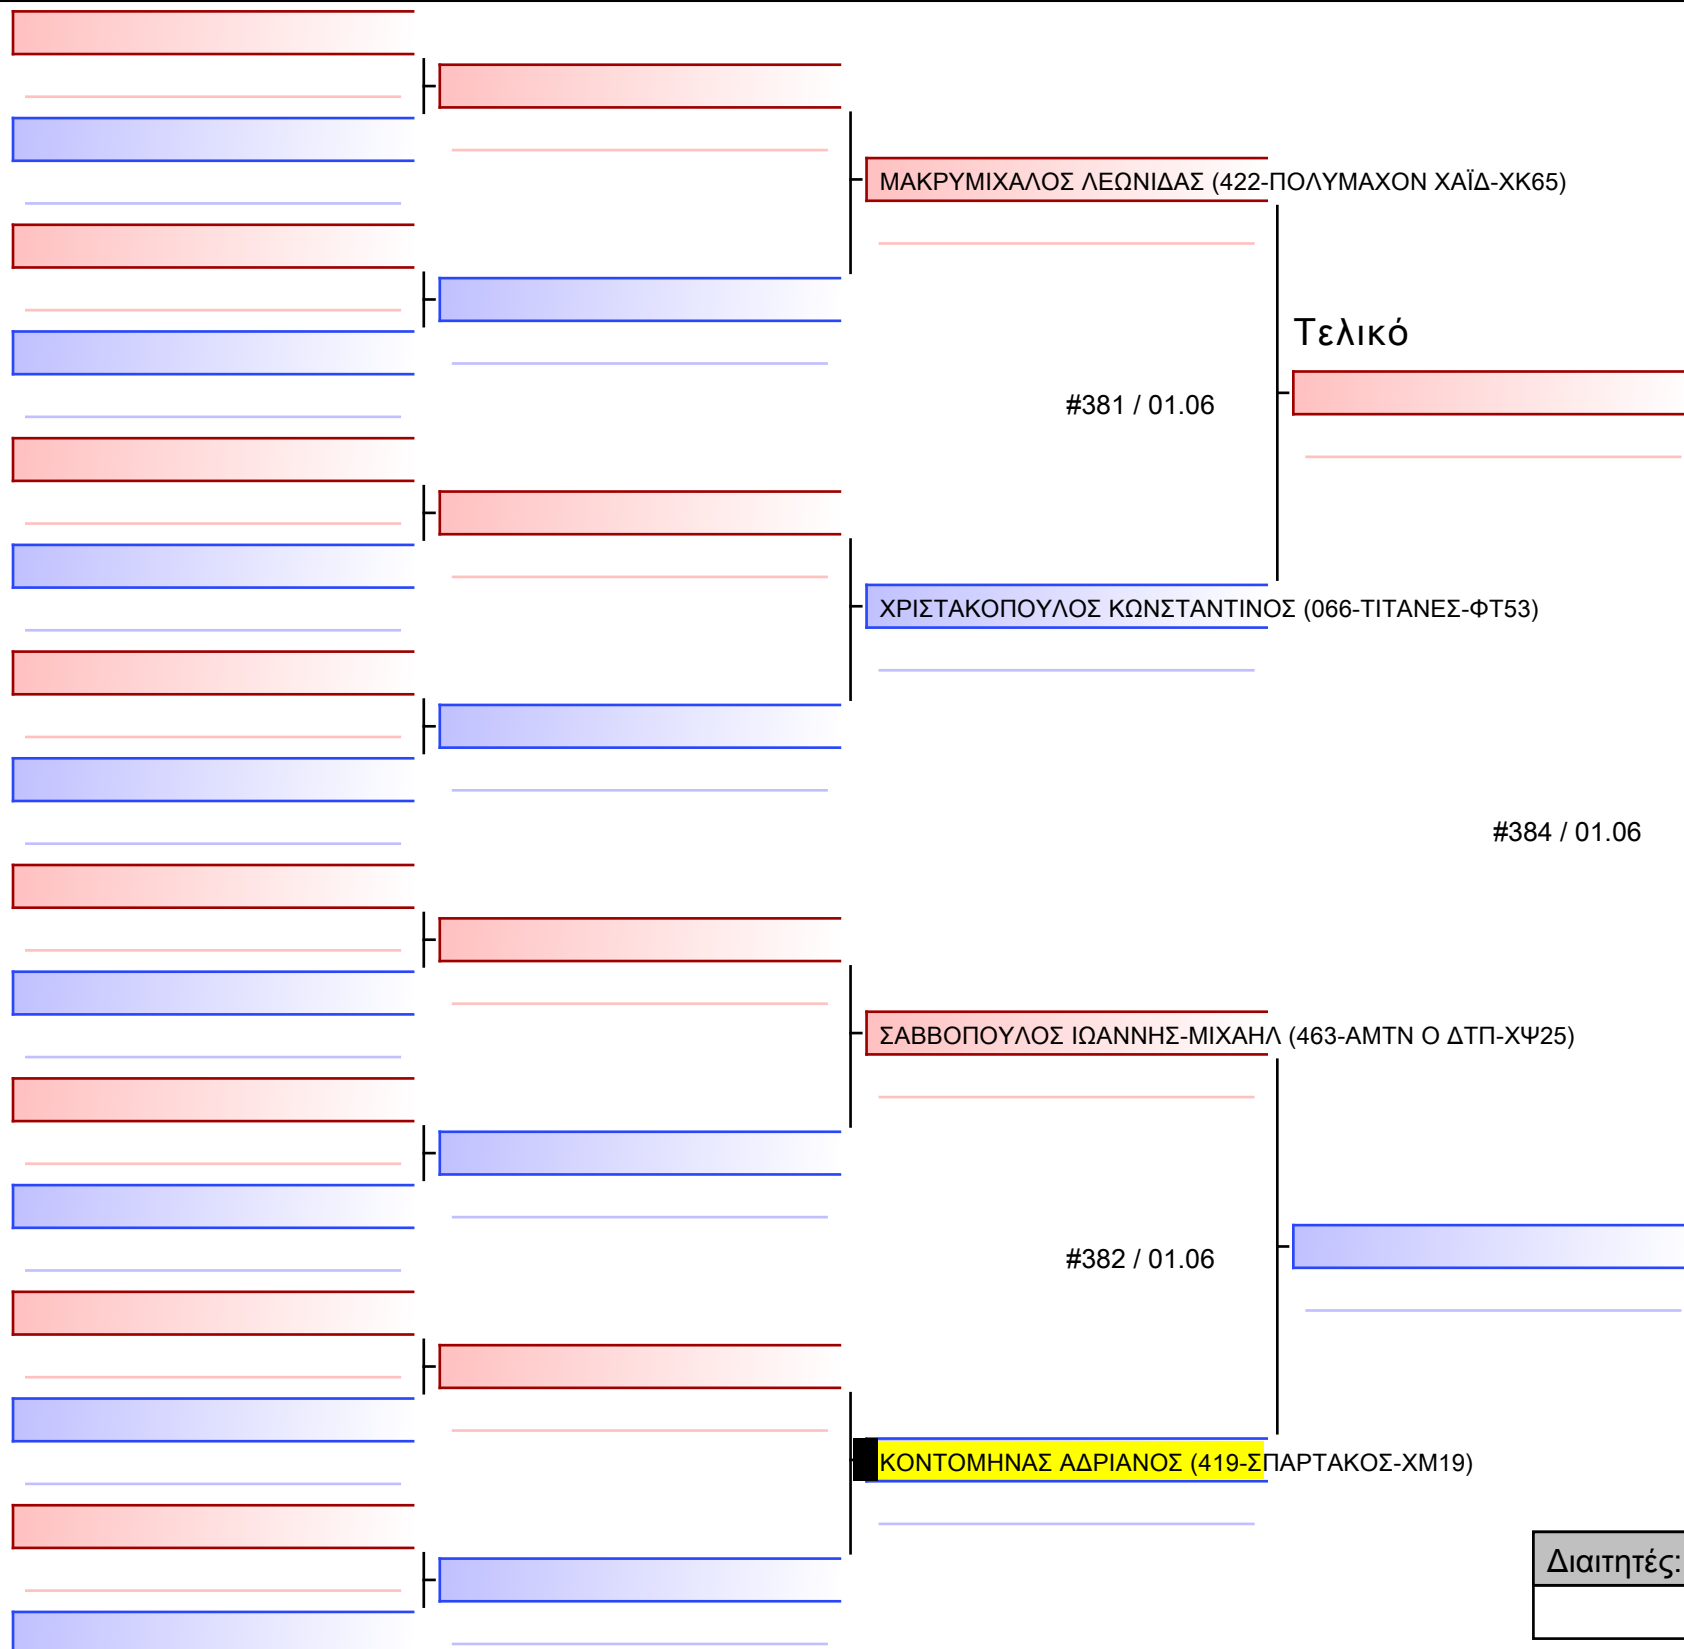 ΜΑΚΡΥΜΙΧΑΛΟΣ ΛΕΩΝΙΔΑΣ (422-ΠΟΛΥΜΑΧΟΝ ΧΑΪΔ-ΧΚ65)
Τελικό
#381 / 01.06
ΧΡΙΣΤΑΚΟΠΟΥΛΟΣ ΚΩΝΣΤΑΝΤΙΝΟΣ (066-ΤΙΤΑΝΕΣ-ΦΤ53)
#384 / 01.06
ΣΑΒΒΟΠΟΥΛΟΣ ΙΩΑΝΝΗΣ-ΜΙΧΑΗΛ (463-ΑΜΤΝ Ο ΔΤΠ-ΧΨ25)
#382 / 01.06
ΚΟΝΤΟΜΗΝΑΣ ΑΔΡΙΑΝΟΣ (419-ΣΠΑΡΤΑΚΟΣ-ΧΜ19)
Διαιτητές: